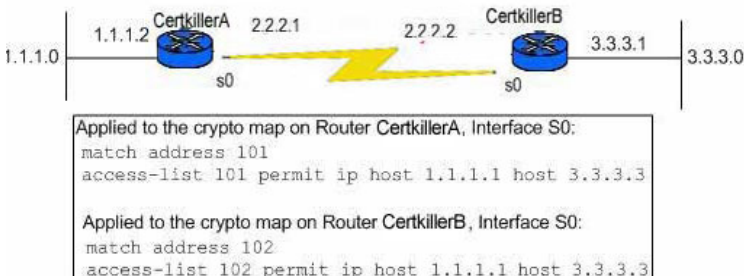 CertkillerA
CertkillerB
1.1.1.0
1.1.1.2
2.2.2.1
2.2.2.2
3.3.3.1
3.3.3.0
s0
s0
Applied to the crypto map on Router CertkillerA, Interface S0:
match address 101
access-list 101 permit ip host 1.1.1.1 host 3.3.3.3
Applied to the crypto map on Router CertkillerB, Interface S0:
match address 102
access-list 102 permit ip host 1.1.1.1 host 3.3.3.3